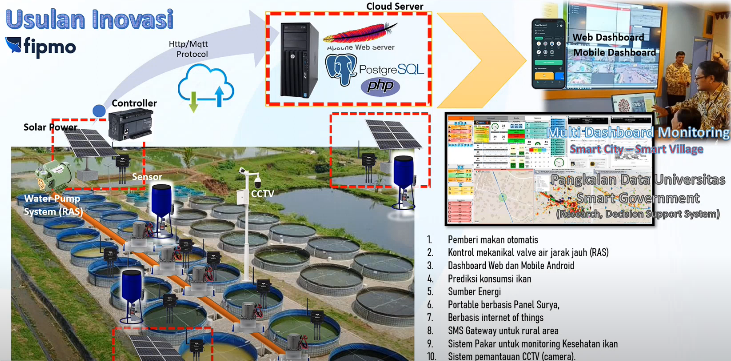 Usulan Inovasi
fipmo
Cloud Server
Http/Mqtt
Protocol
Apache Web Server
PostgreSQL
php
Web Dashboard
Mobile Dashboard
Controller
Solar Power
Sensor
Water Pump
System (RAS)
CCTV
Multi Dashboard Monitoring
Smart City – Smart Village
Pangkalan Data Universitas
Smart Government
(Research, Decision Support System)
1. Pemberi makan otomatis
2. Kontrol mekanikal valve air jarak jauh (RAS)
3. Dashboard Web dan Mobile Android
4. Prediksi konsumsi ikan
5. Sumber Energi
6. Portable berbasis Panel Surya,
7. Berbasis internet of things
8. SMS Gateway untuk rural area
9. Sistem Pakar untuk monitoring Kesehatan ikan
10. Sistem pemantauan CCTV (camera).